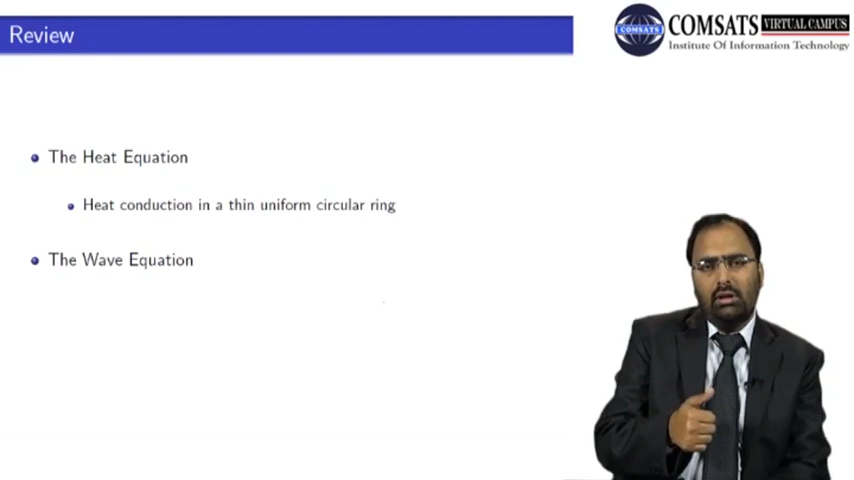 Review
COMSATS
COMSATS VIRTUAL CAMPUS
Institute Of Information Technology
The Heat Equation
Heat conduction in a thin uniform circular ring
The Wave Equation